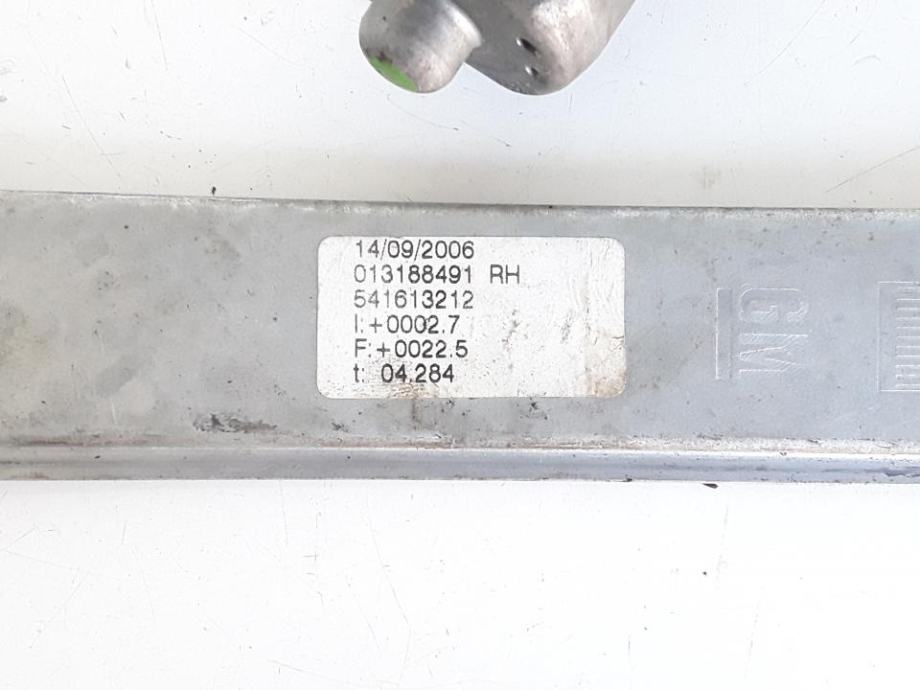 14/09/2006
013188491 RH
541613212
I:+0002.7
F:+0022.5
t: 04.284
GM